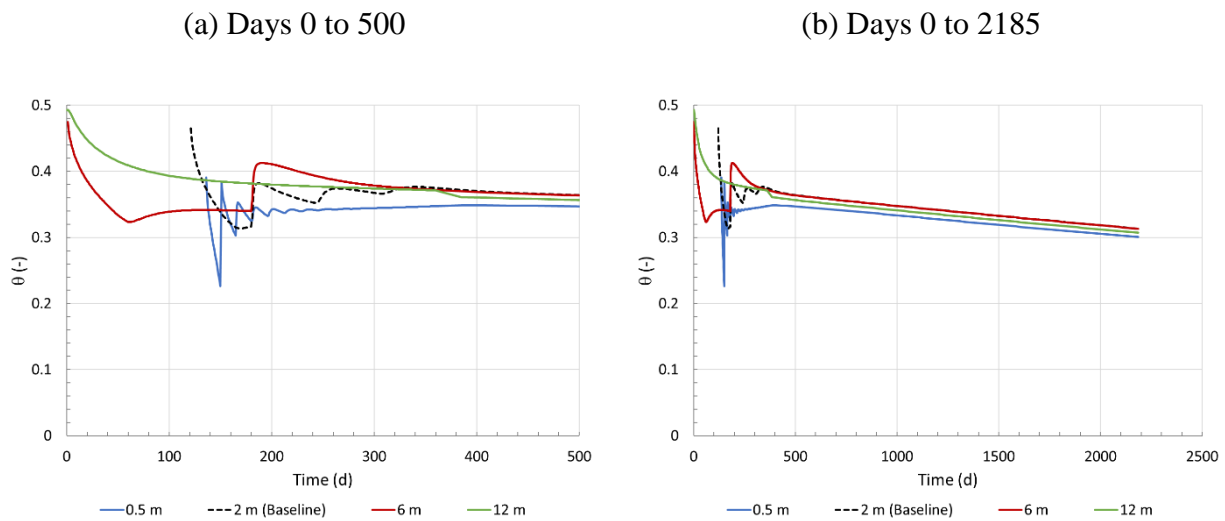 (a) Days 0 to 500
(b) Days 0 to 2185
0.5
0.4
0.3
0.2
0.1
0
θ (-)
0 100 200 300 400 500
Time (d)
0.5 m 2 m (Baseline) 6 m 12 m
0.5
0.4
0.3
0.2
0.1
0
θ (-)
0 500 1000 1500 2000 2500
Time (d)
0.5 m 2 m (Baseline) 6 m 12 m